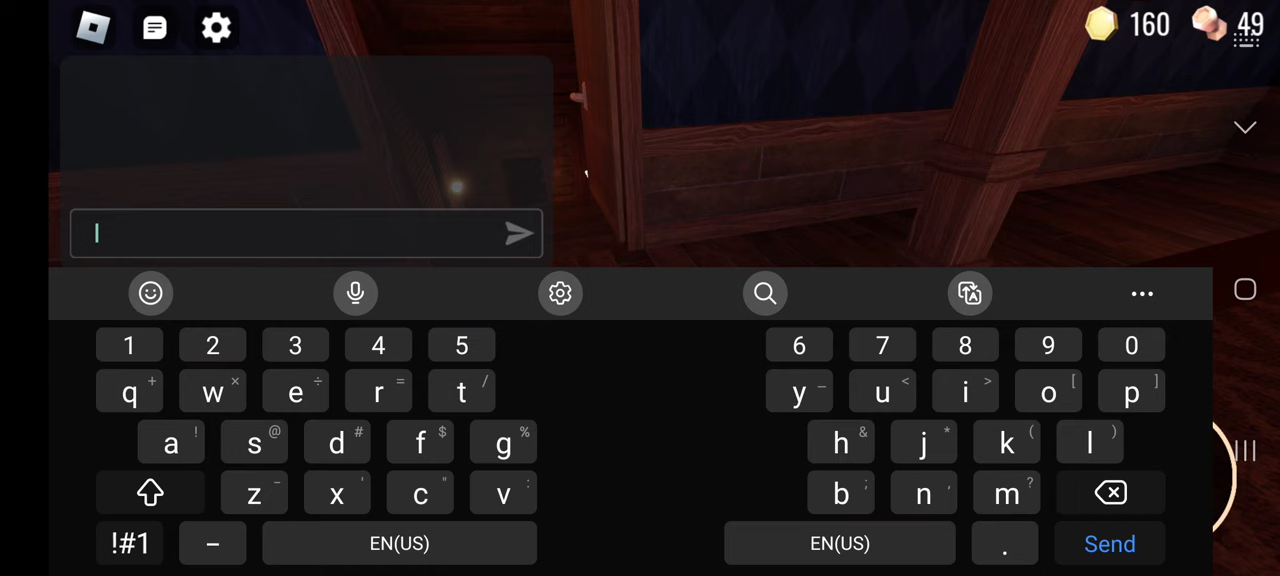 160 49
1 2 3 4 5 6 7 8 9 0
q + w × e ÷ r = t / y – u < i > o [ p ]
a ! s @ d # f $ g % h & j * k ( l )
z - x ' c " v : b ; n , m ?
!#1 – EN(US) EN(US) . Send